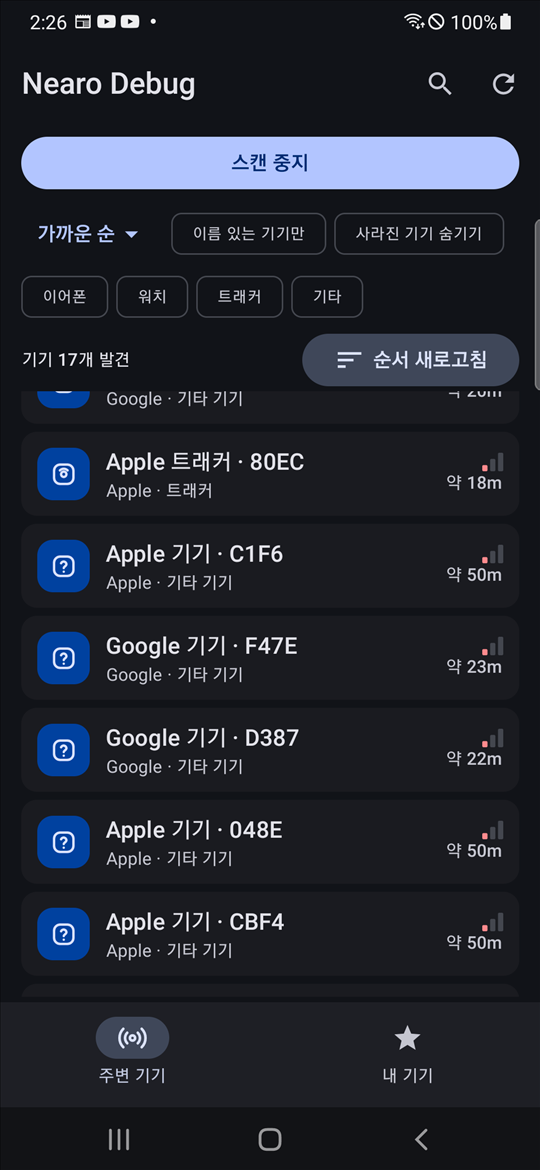 2:26
100%
Nearo Debug
스캔 중지
가까운 순
이름 있는 기기만
사라진 기기 숨기기
이어폰
워치
트래커
기타
기기 17개 발견
순서 새로고침
Google · 기타 기기
Apple 트래커 · 80EC
Apple · 트래커
약 18m
Apple 기기 · C1F6
Apple · 기타 기기
약 50m
Google 기기 · F47E
Google · 기타 기기
약 23m
Google 기기 · D387
Google · 기타 기기
약 22m
Apple 기기 · 048E
Apple · 기타 기기
약 50m
Apple 기기 · CBF4
Apple · 기타 기기
약 50m
주변 기기
내 기기